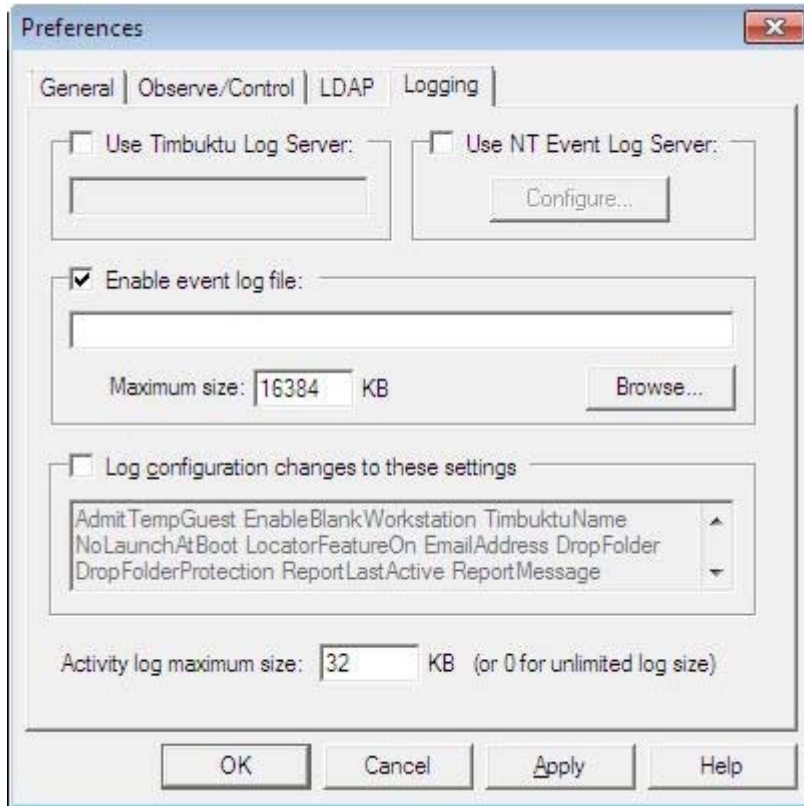 Preferences
General Observe/Control LDAP Logging
Use Timbuktu Log Server:
Use NT Event Log Server:
Configure...
Enable event log file:
Maximum size: 16384 KB
Browse...
Log configuration changes to these settings
AdmitTempGuest EnableBlankWorkstation TimbuktuName
NoLaunchAtBoot LocatorFeatureOn EmailAddress DropFolder
DropFolderProtection ReportLastActive ReportMessage
Activity log maximum size: 32 KB (or 0 for unlimited log size)
OK Cancel Apply Help